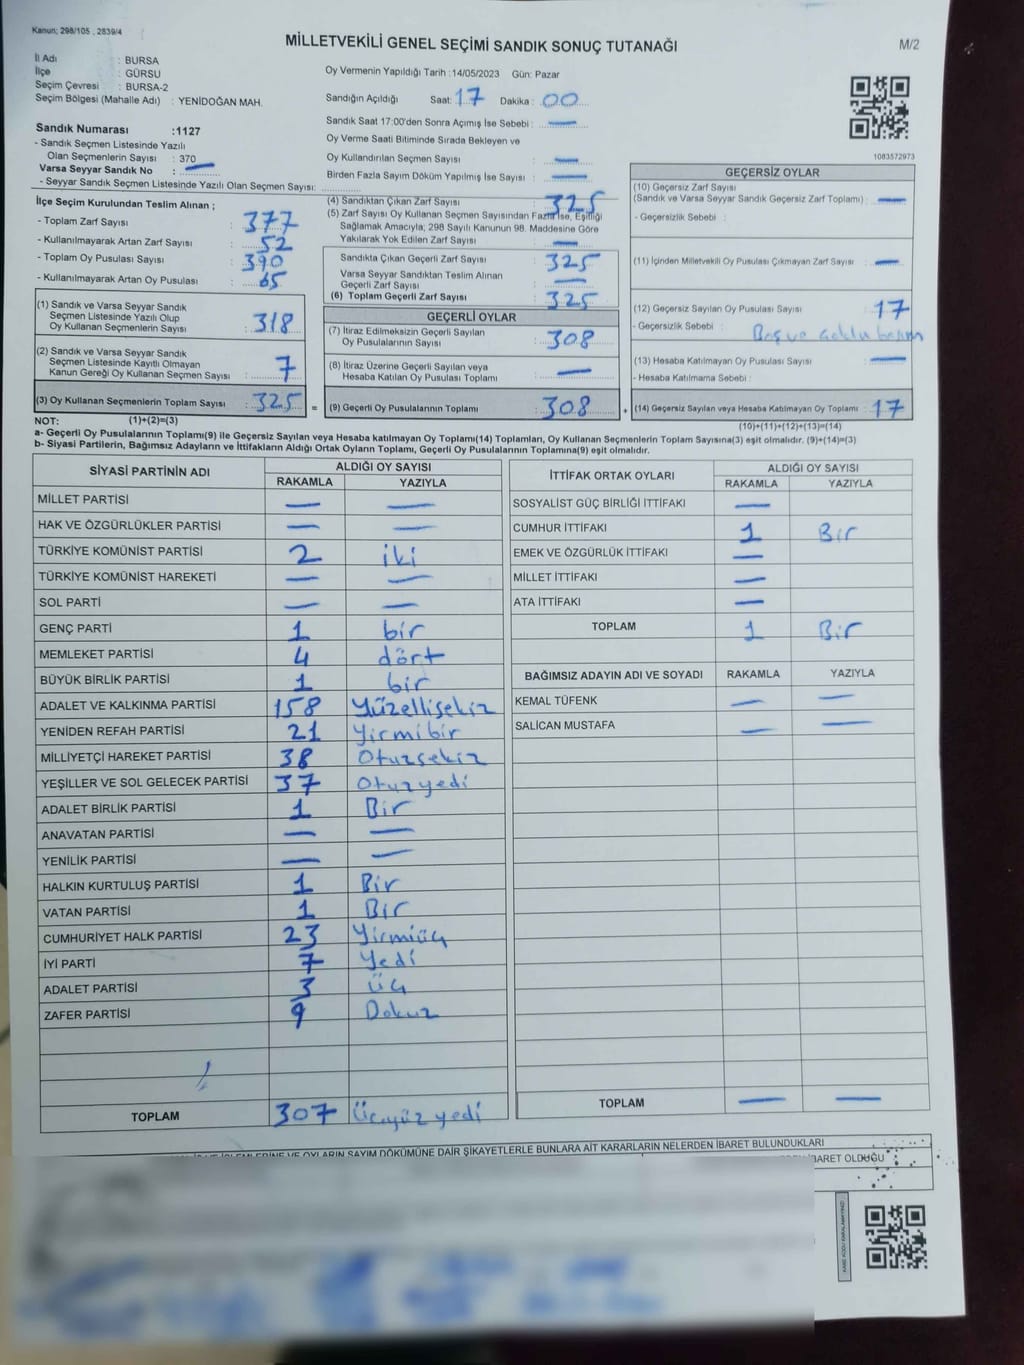 Kanun; 298/105 , 2839/4
MİLLETVEKİLİ GENEL SEÇİMİ SANDIK SONUÇ TUTANAĞI
M/2
İl Adı : BURSA
İlçe : GÜRSU
Seçim Çevresi : BURSA-2
Seçim Bölgesi (Mahalle Adı) : YENİDOĞAN MAH.
Oy Vermenin Yapıldığı Tarih :14/05/2023 Gün: Pazar
Sandığın Açıldığı Saat: 17 Dakika : 00
Sandık Saat 17:00'den Sonra Açımış İse Sebebi : —
Oy Verme Saati Bitiminde Sırada Bekleyen ve
Oy Kullandırılan Seçmen Sayısı : —
Birden Fazla Sayım Döküm Yapılmış İse Sayısı : —
Sandık Numarası :1127
- Sandık Seçmen Listesinde Yazılı
Olan Seçmenlerin Sayısı : 370
Varsa Seyyar Sandık No : —
- Seyyar Sandık Seçmen Listesinde Yazılı Olan Seçmen Sayısı:
1083572973
İlçe Seçim Kurulundan Teslim Alınan ;
- Toplam Zarf Sayısı : 377
- Kullanılmayarak Artan Zarf Sayısı : 52
- Toplam Oy Pusulası Sayısı : 390
- Kullanılmayarak Artan Oy Pusulası : 65
(1) Sandık ve Varsa Seyyar Sandık
Seçmen Listesinde Yazılı Olup
Oy Kullanan Seçmenlerin Sayısı : 318
(2) Sandık ve Varsa Seyyar Sandık
Seçmen Listesinde Kayıtlı Olmayan
Kanun Gereği Oy Kullanan Seçmen Sayısı : 7
(3) Oy Kullanan Seçmenlerin Toplam Sayısı : 325 =
(4) Sandıktan Çıkan Zarf Sayısı : 325
(5) Zarf Sayısı Oy Kullanan Seçmen Sayısından Fazla İse, Eşitliği
Sağlamak Amacıyla; 298 Sayılı Kanunun 98. Maddesine Göre
Yakılarak Yok Edilen Zarf Sayısı : —
Sandıkta Çıkan Geçerli Zarf Sayısı : 325
Varsa Seyyar Sandıktan Teslim Alınan
Geçerli Zarf Sayısı : —
(6) Toplam Geçerli Zarf Sayısı : 325
GEÇERLİ OYLAR
(7) İtiraz Edilmeksizin Geçerli Sayılan
Oy Pusulalarının Sayısı : 308
(8) İtiraz Üzerine Geçerli Sayılan veya
Hesaba Katılan Oy Pusulası Toplamı : —
(9) Geçerli Oy Pusulalarının Toplamı : 308 +
GEÇERSİZ OYLAR
(10) Geçersiz Zarf Sayısı
(Sandık ve Varsa Seyyar Sandık Geçersiz Zarf Toplamı) : —
- Geçersizlik Sebebi :
(11) İçinden Milletvekili Oy Pusulası Çıkmayan Zarf Sayısı : —
(12) Geçersiz Sayılan Oy Pusulası Sayısı : 17
- Geçersizlik Sebebi : Boş ve
(13) Hesaba Katılmayan Oy Pusulası Sayısı : —
- Hesaba Katılmama Sebebi :
(14) Geçersiz Sayılan veya Hesaba Katılmayan Oy Toplamı : 17
NOT: (1)+(2)=(3)
(10)+(11)+(12)+(13)=(14)
a- Geçerli Oy Pusulalarının Toplamı(9) ile Geçersiz Sayılan veya Hesaba katılmayan Oy Toplamı(14) Toplamları, Oy Kullanan Seçmenlerin Toplam Sayısına(3) eşit olmalıdır. (9)+(14)=(3)
b- Siyasi Partilerin, Bağımsız Adayların ve İttifakların Aldığı Ortak Oyların Toplamı, Geçerli Oy Pusulalarının Toplamına(9) eşit olmalıdır.
SİYASİ PARTİNİN ADI ALDIĞI OY SAYISI
RAKAMLA YAZIYLA
MİLLET PARTİSİ — —
HAK VE ÖZGÜRLÜKLER PARTİSİ — —
TÜRKİYE KOMÜNİST PARTİSİ 2 iki
TÜRKİYE KOMÜNİST HAREKETİ — —
SOL PARTİ — —
GENÇ PARTİ 1 bir
MEMLEKET PARTİSİ 4 dört
BÜYÜK BİRLİK PARTİSİ 1 bir
ADALET VE KALKINMA PARTİSİ 158 Yüzellisekiz
YENİDEN REFAH PARTİSİ 21 Yirmibir
MİLLİYETÇİ HAREKET PARTİSİ 38 Otuzsekiz
YEŞİLLER VE SOL GELECEK PARTİSİ 37 Otuzyedi
ADALET BİRLİK PARTİSİ 1 Bir
ANAVATAN PARTİSİ — —
YENİLİK PARTİSİ — —
HALKIN KURTULUŞ PARTİSİ 1 Bir
VATAN PARTİSİ 1 Bir
CUMHURİYET HALK PARTİSİ 23 Yirmiüç
İYİ PARTİ 7 Yedi
ADALET PARTİSİ 3 Üç
ZAFER PARTİSİ 9 Dokuz
TOPLAM 307 Üçyüz yedi
İTTİFAK ORTAK OYLARI ALDIĞI OY SAYISI
RAKAMLA YAZIYLA
SOSYALİST GÜÇ BİRLİĞİ İTTİFAKI —
CUMHUR İTTİFAKI 1 Bir
EMEK VE ÖZGÜRLÜK İTTİFAKI —
MİLLET İTTİFAKI —
ATA İTTİFAKI —
TOPLAM 1 Bir
BAĞIMSIZ ADAYIN ADI VE SOYADI RAKAMLA YAZIYLA
KEMAL TÜFENK — —
SALİCAN MUSTAFA — —
TOPLAM — —
VE OYLARIN SAYIM DÖKÜMÜNE DAİR ŞİKAYETLERLE BUNLARA AİT KARARLARIN NELERDEN İBARET BULUNDUKLARI
OLDUĞU